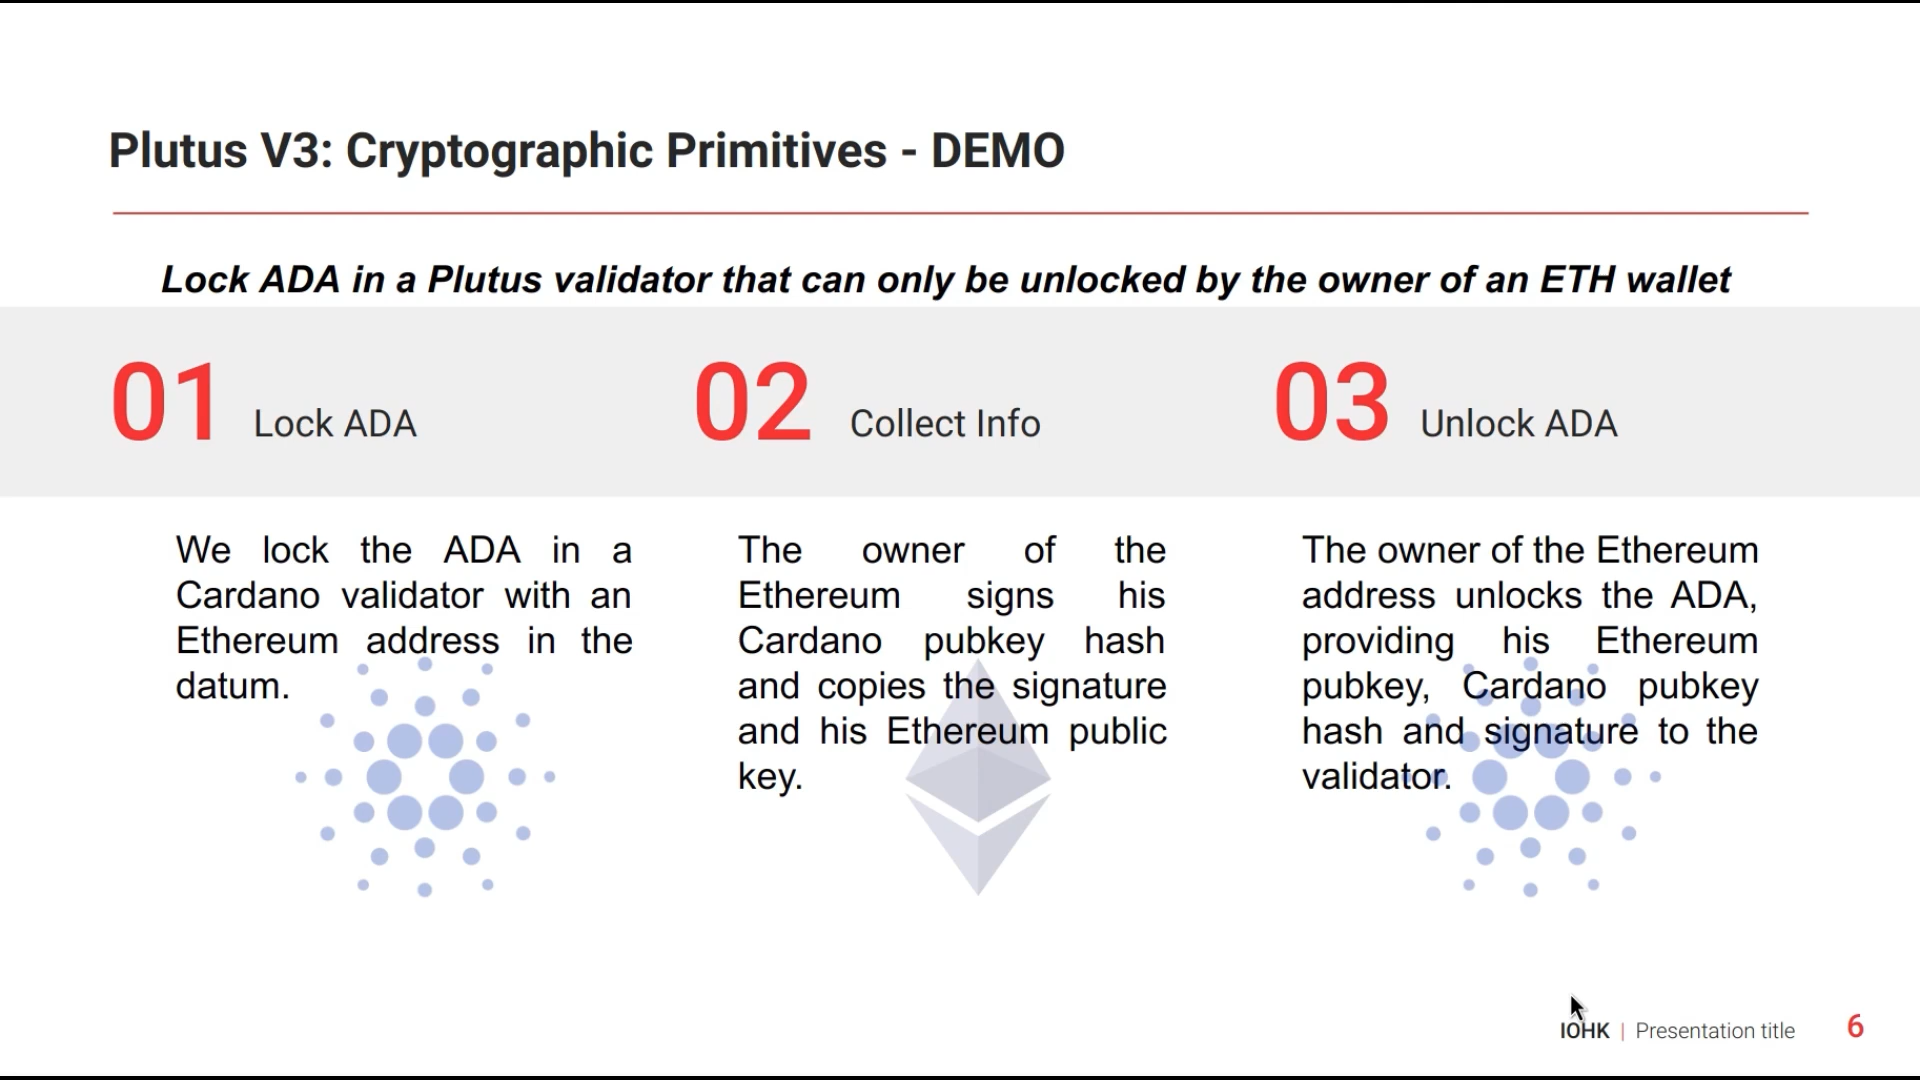 Plutus V3: Cryptographic Primitives - DEMO
Lock ADA in a Plutus validator that can only be unlocked by the owner of an ETH wallet
01 Lock ADA
02 Collect Info
03 Unlock ADA
We lock the ADA in a
Cardano validator with an
Ethereum address in the
datum.
The owner of the
Ethereum signs his
Cardano pubkey hash
and copies the signature
and his Ethereum public
key.
The owner of the Ethereum
address unlocks the ADA,
providing his Ethereum
pubkey, Cardano pubkey
hash and signature to the
validator.
IOHK | Presentation title 6